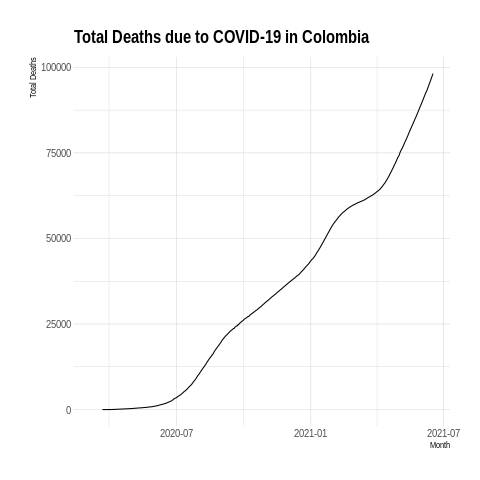 Total Deaths due to COVID-19 in Colombia
Total Deaths
100000
75000
50000
25000
0
2020-07
2021-01
2021-07
Month